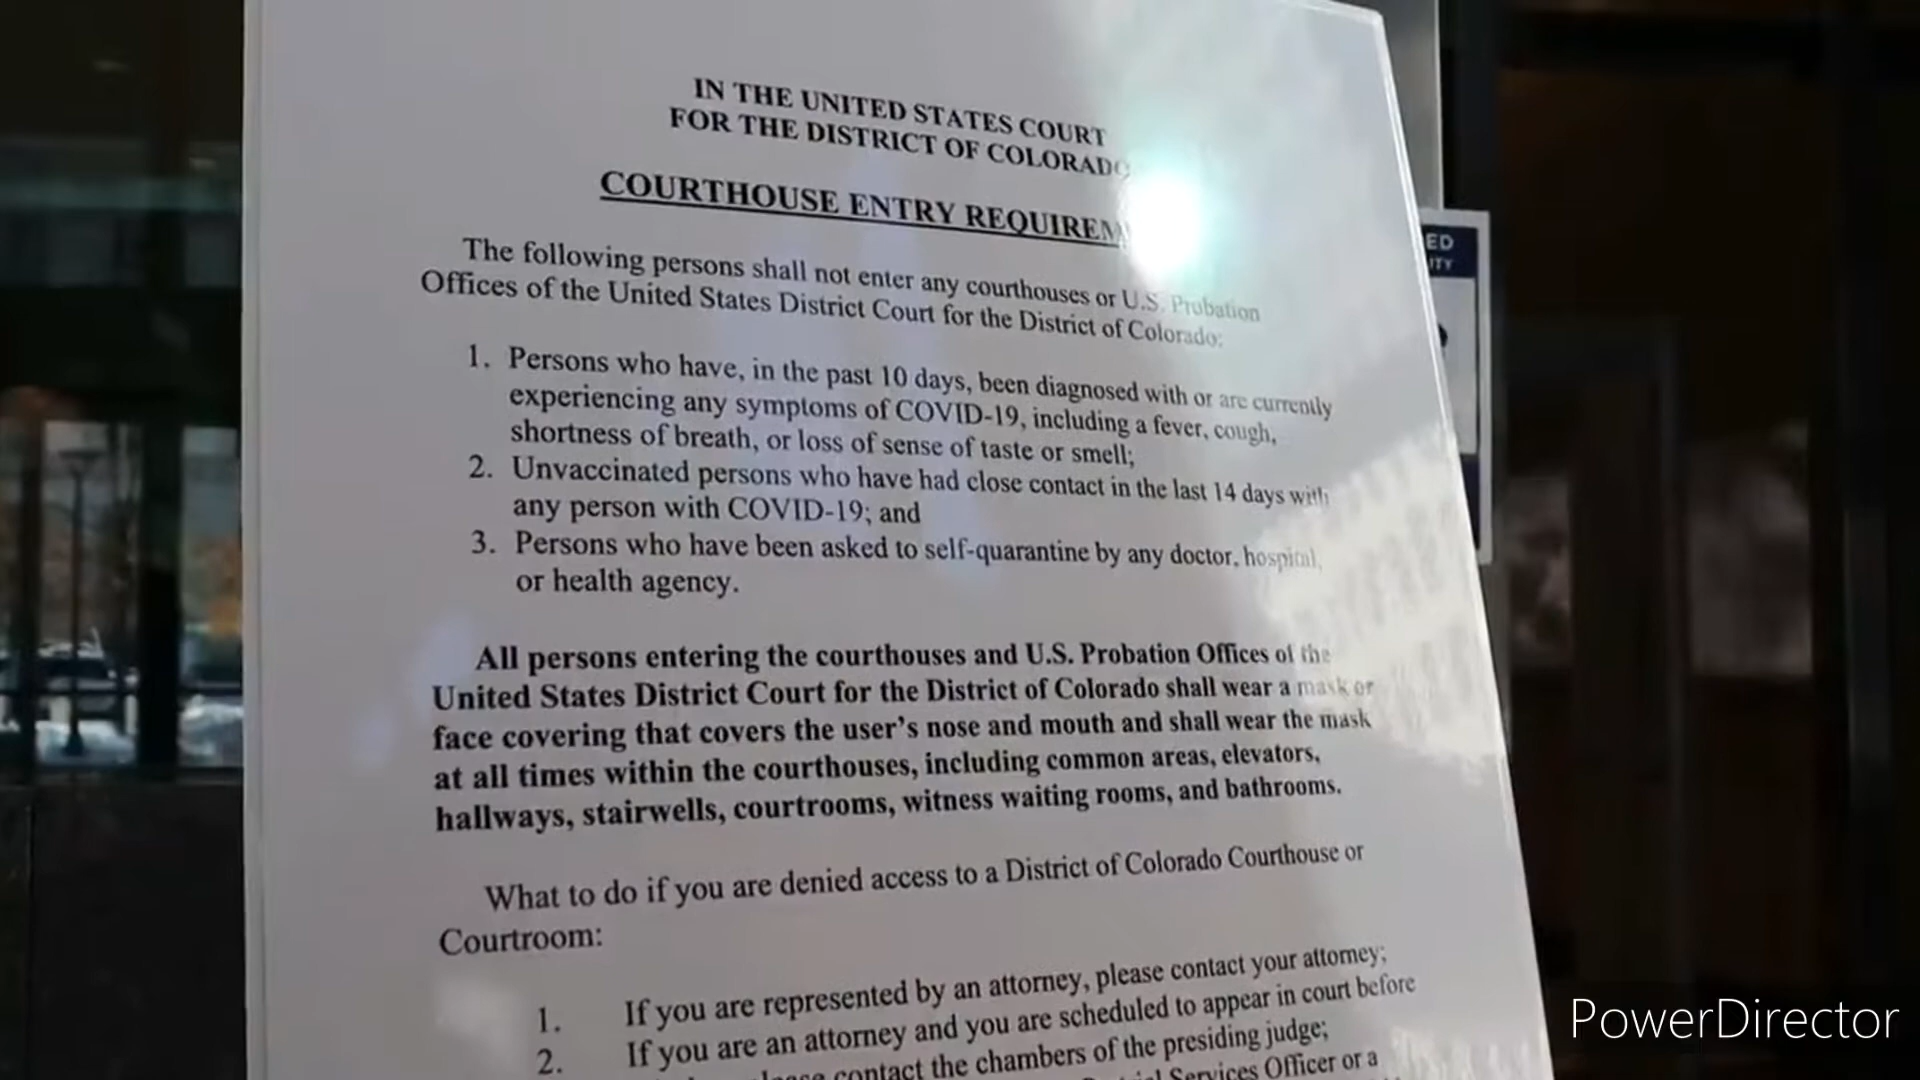 IN THE UNITED STATES COURT
FOR THE DISTRICT OF COLORADO
COURTHOUSE ENTRY REQUIREM
The following persons shall not enter any courthouses or U.S. Probation
Offices of the United States District Court for the District of Colorado:
1. Persons who have, in the past 10 days, been diagnosed with or are currently
experiencing any symptoms of COVID-19, including a fever, cough,
shortness of breath, or loss of sense of taste or smell;
2. Unvaccinated persons who have had close contact in the last 14 days with
any person with COVID-19; and
3. Persons who have been asked to self-quarantine by any doctor, hospital,
or health agency.
All persons entering the courthouses and U.S. Probation Offices of the
United States District Court for the District of Colorado shall wear a mask or
face covering that covers the user's nose and mouth and shall wear the mask
at all times within the courthouses, including common areas, elevators,
hallways, stairwells, courtrooms, witness waiting rooms, and bathrooms.
What to do if you are denied access to a District of Colorado Courthouse or
Courtroom:
1. If you are represented by an attorney, please contact your attorney;
2. If you are an attorney and you are scheduled to appear in court before
contact the chambers of the presiding judge;
Services Officer or a
ED
ITY
PowerDirector